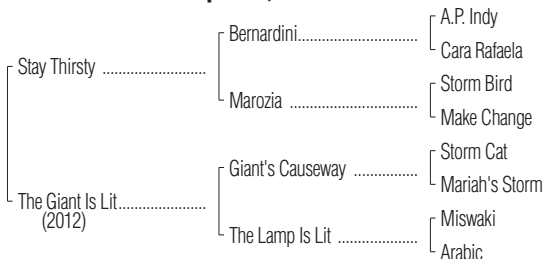 A.P. Indy
Bernardini
Cara Rafaela
Stay Thirsty
Storm Bird
Marozia
Make Change
Storm Cat
Giant's Causeway
Mariah's Storm
The Giant Is Lit
(2012)
Miswaki
The Lamp Is Lit
Arabic